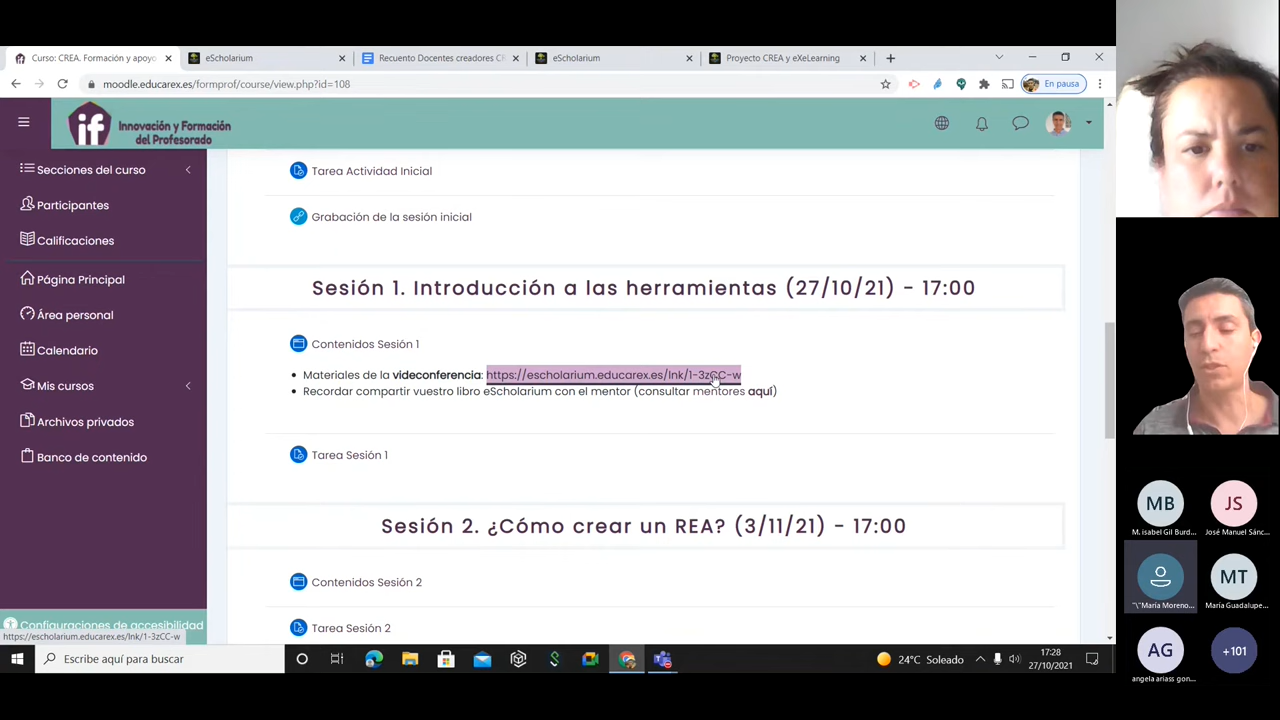 Curso: CREA. Formación y apoyo
eScholarium
Recuento Docentes creadores C
eScholarium
Proyecto CREA y eXeLearning
moodle.educarex.es/formprof/course/view.php?id=108
En pausa
if
Innovación y Formación
del Profesorado
Secciones del curso
Participantes
Calificaciones
Página Principal
Área personal
Calendario
Mis cursos
Archivos privados
Banco de contenido
Configuraciones de accesibilidad
https://escholarium.educarex.es/lnk/1-3zCC-w
Tarea Actividad Inicial
Grabación de la sesión inicial
Sesión 1. Introducción a las herramientas (27/10/21) - 17:00
Contenidos Sesión 1
Materiales de la videoconferencia: https://escholarium.educarex.es/lnk/1-3zCC-w
Recordar compartir vuestro libro eScholarium con el mentor (consultar mentores aquí)
Tarea Sesión 1
Sesión 2. ¿Cómo crear un REA? (3/11/21) - 17:00
Contenidos Sesión 2
Tarea Sesión 2
MB
M. isabel Gil Burd...
JS
José Manuel Sánc...
"\"María Moreno...
MT
María Guadalupe...
AG
angela ariass gon...
+101
Escribe aquí para buscar
24°C Soleado
17:28
27/10/2021